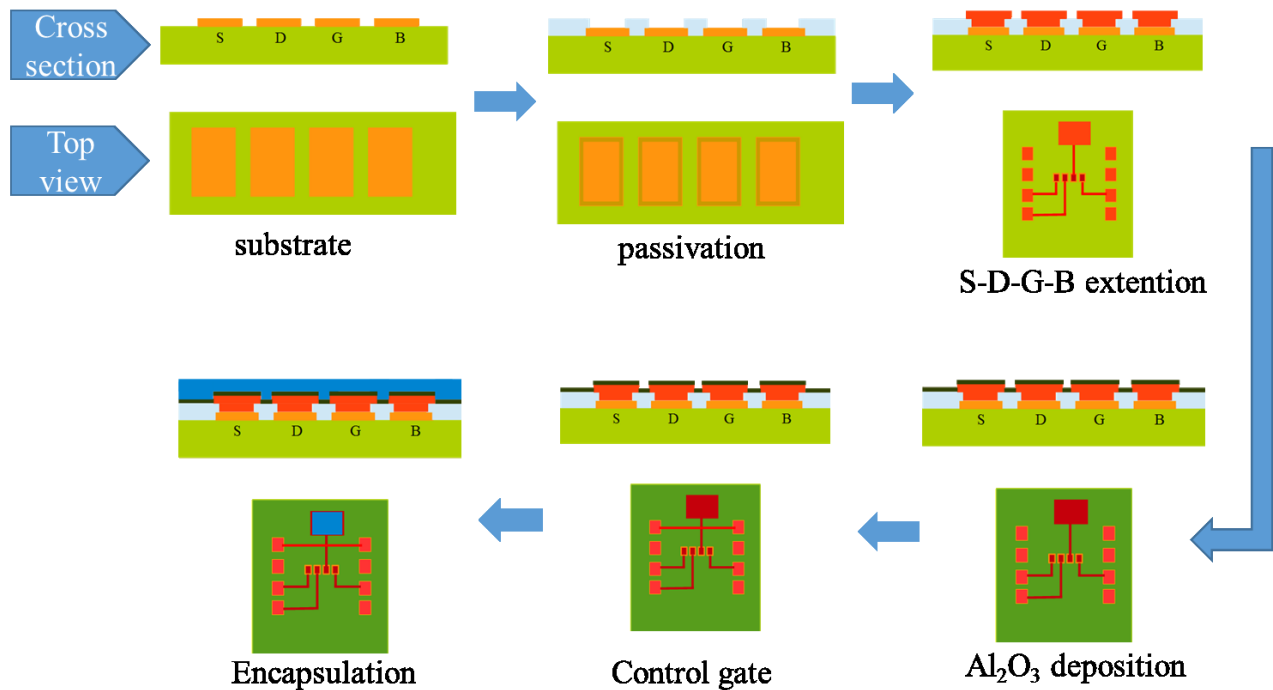 Cross
section
S D G B
S D G B
S D G B
Top
view
substrate
passivation
S-D-G-B extention
S D G B
S D G B
S D G B
Encapsulation
Control gate
Al₂O₃ deposition